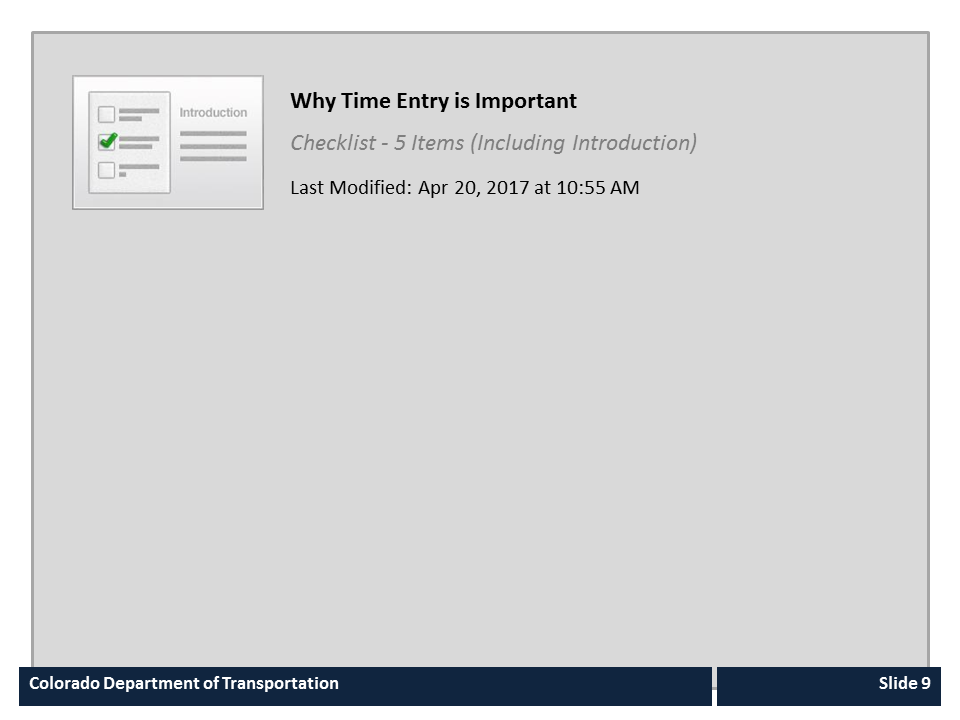 Introduction
Why Time Entry is Important
Checklist - 5 Items (Including Introduction)
Last Modified: Apr 20, 2017 at 10:55 AM
Colorado Department of Transportation
Slide 9